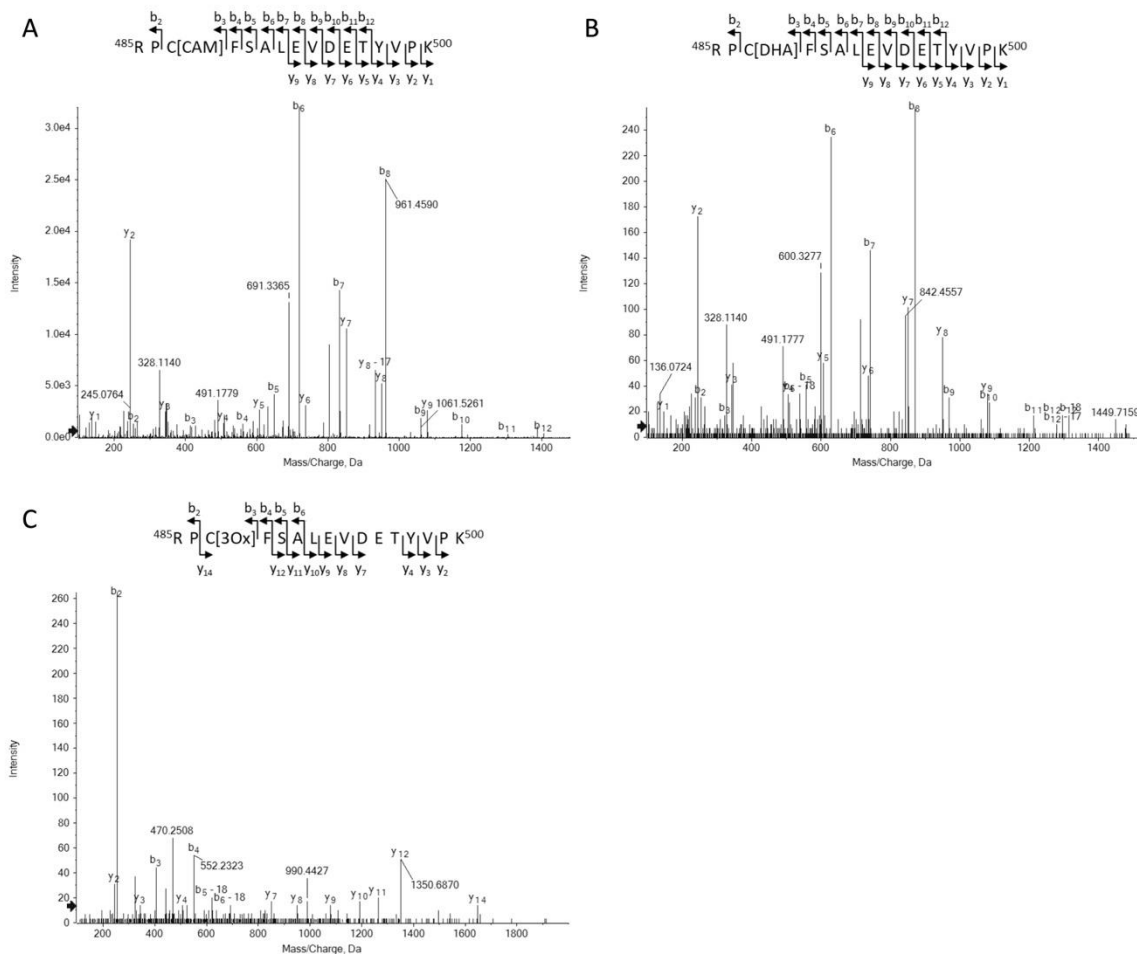 A
b2 b3 b4 b5 b6 b7 b8 b9 b10 b11 b12
485R P C[CAM]F S A L E V D E T Y V P K500
y9 y8 y7 y6 y5 y4 y3 y2 y1
3.0e4
2.5e4
2.0e4
1.5e4
1.0e4
5.0e3
0.0e0
Intensity
b6
b8
961.4590
y2
691.3365
b7
y7
y8 - 17
y8
328.1140
245.0764
491.1779
b5
y1 b2 y3 b3 y4 b4 y5 y6
b9 y9
1061.5261
b10
b11 b12
200 400 600 800 1000 1200 1400
Mass/Charge, Da
B
b2 b3 b4 b5 b6 b7 b8 b9 b10 b11 b12
485R P C[DHA]F S A L E V D E T Y V P K500
y9 y8 y7 y6 y5 y4 y3 y2 y1
240
220
200
180
160
140
120
100
80
60
40
20
0
Intensity
b8
b6
y2
b7
600.3277
y7
842.4557
328.1140
491.1777
y8
y5
y6
136.0724
y3
b5
y1 b2 b3
- 18
b9
y9
b10
b11 b12 - 18
b12 - 17
1449.7159
200 400 600 800 1000 1200 1400
Mass/Charge, Da
C
b2 b3 b4 b5 b6
485R P C[3Ox]F S A L E V D E T Y V P K500
y14 y12 y11 y10 y9 y8 y7 y4 y3 y2
260
240
220
200
180
160
140
120
100
80
60
40
20
0
Intensity
b2
470.2508
b4
552.2323
b3
y2
y3
y4
b5 - 18
b6 - 18
990.4427
y7 y8 y9 y10 y11
y12
1350.6870
y14
200 400 600 800 1000 1200 1400 1600 1800
Mass/Charge, Da